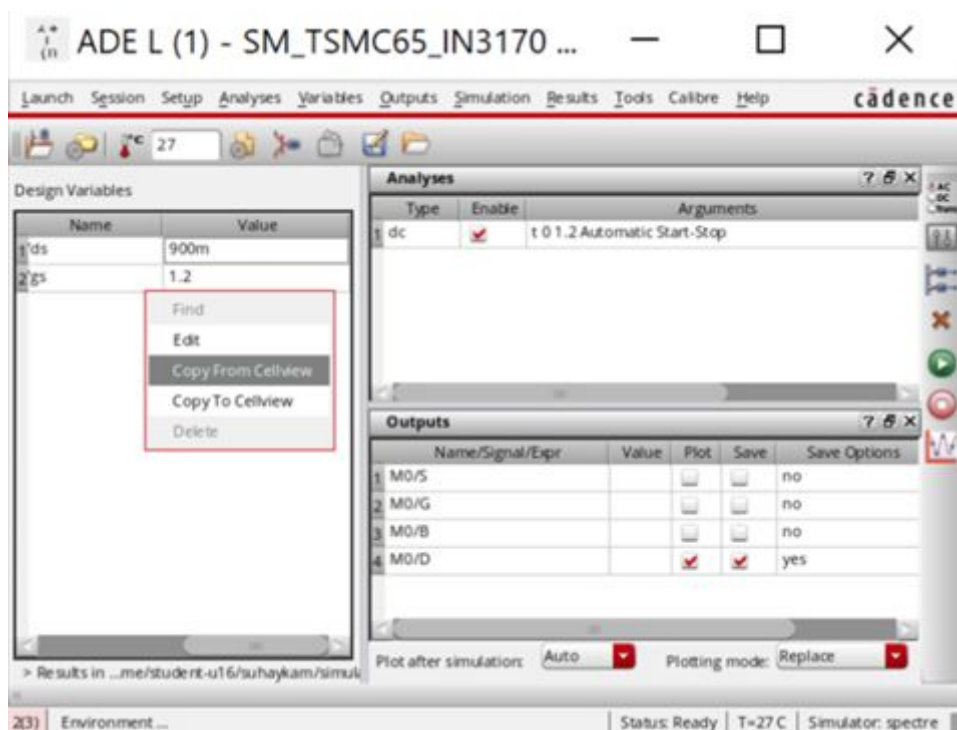 ADE L (1) - SM_TSMC65_IN3170 ...
Launch Session Setup Analyses Variables Outputs Simulation Results Tools Calibre Help cādence
°C 27
Design Variables
Name Value
1 'ds 900m
2 'gs 1.2
Find
Edit
Copy From Cellview
Copy To Cellview
Delete
> Results in ...me/student-u16/suhaykam/simula
Analyses ? X
Type Enable Arguments
1 dc t 0 1.2 Automatic Start-Stop
Outputs ? X
Name/Signal/Expr Value Plot Save Save Options
1 M0/S no
2 M0/G no
3 M0/B no
4 M0/D yes
Plot after simulation: Auto Plotting mode: Replace
AC
DC
Trans
2(3) Environment ... Status: Ready T=27 C Simulator: spectre